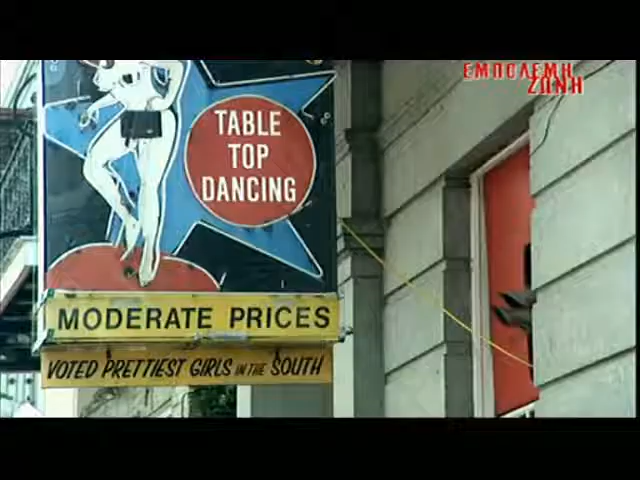 ΕΜΠΟΛΕΜΗ
ΖΩΝΗ
TABLE
TOP
DANCING
MODERATE PRICES
VOTED PRETTIEST GIRLS IN THE SOUTH